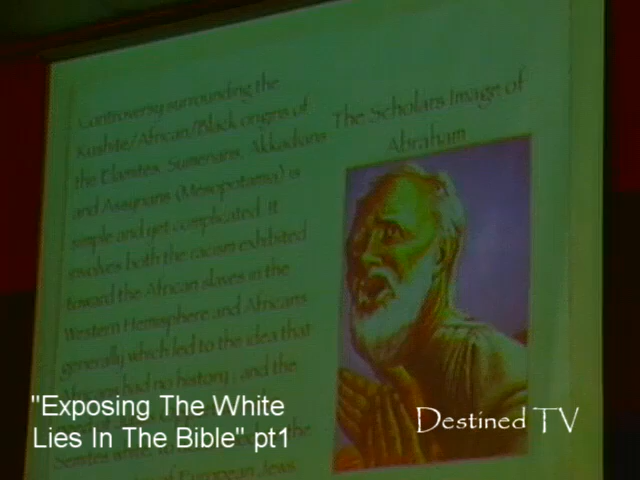 Controversy surrounding the
Kushite/African/Black origins of
the Elamites, Sumerians, Akkadians
and Assyrians (Mesopotamia) is
simple and yet complicated. It
involves both the racism exhibited
toward the African slaves in the
Western Hemisphere and Africans
generally which led to the idea that
had no history; and the
the
Semites white
of European Jews
The Scholars Image of
Abraham
"Exposing The White
Lies In The Bible" pt1
Destined TV